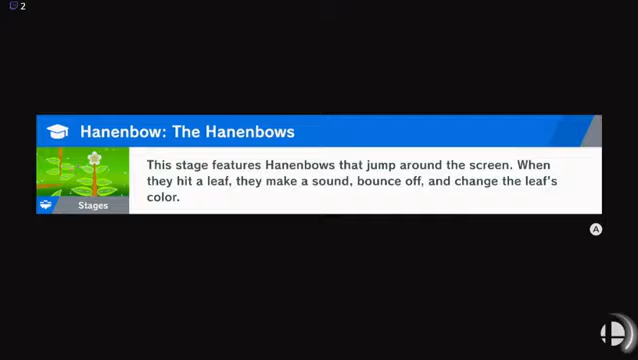 2
Hanenbow: The Hanenbows
This stage features Hanenbows that jump around the screen. When
they hit a leaf, they make a sound, bounce off, and change the leaf's
color.
Stages
A